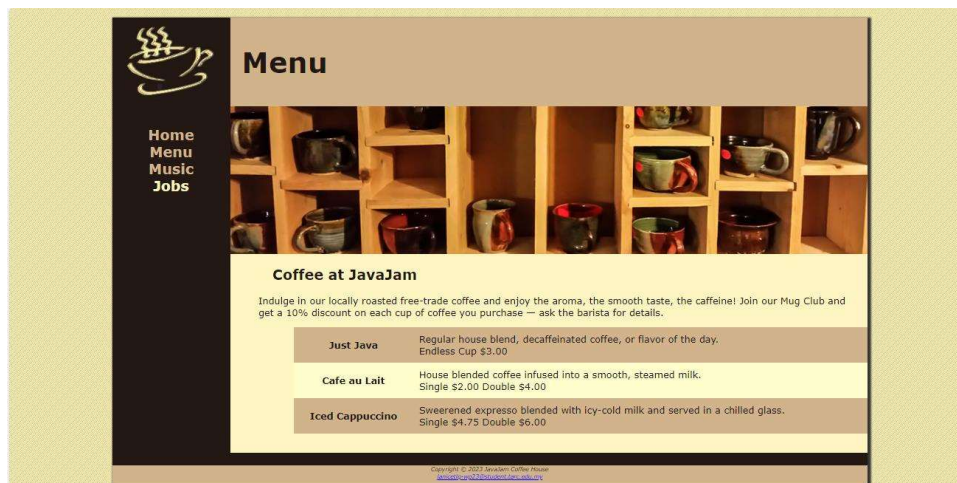 Menu
Home
Menu
Music
Jobs
Coffee at JavaJam
Indulge in our locally roasted free-trade coffee and enjoy the aroma, the smooth taste, the caffeine! Join our Mug Club and
get a 10% discount on each cup of coffee you purchase — ask the barista for details.
Just Java
Regular house blend, decaffeinated coffee, or flavor of the day.
Endless Cup $3.00
Cafe au Lait
House blended coffee infused into a smooth, steamed milk.
Single $2.00 Double $4.00
Iced Cappuccino
Sweerened expresso blended with icy-cold milk and served in a chilled glass.
Single $4.75 Double $6.00
Copyright © 2023 JavaJam Coffee House